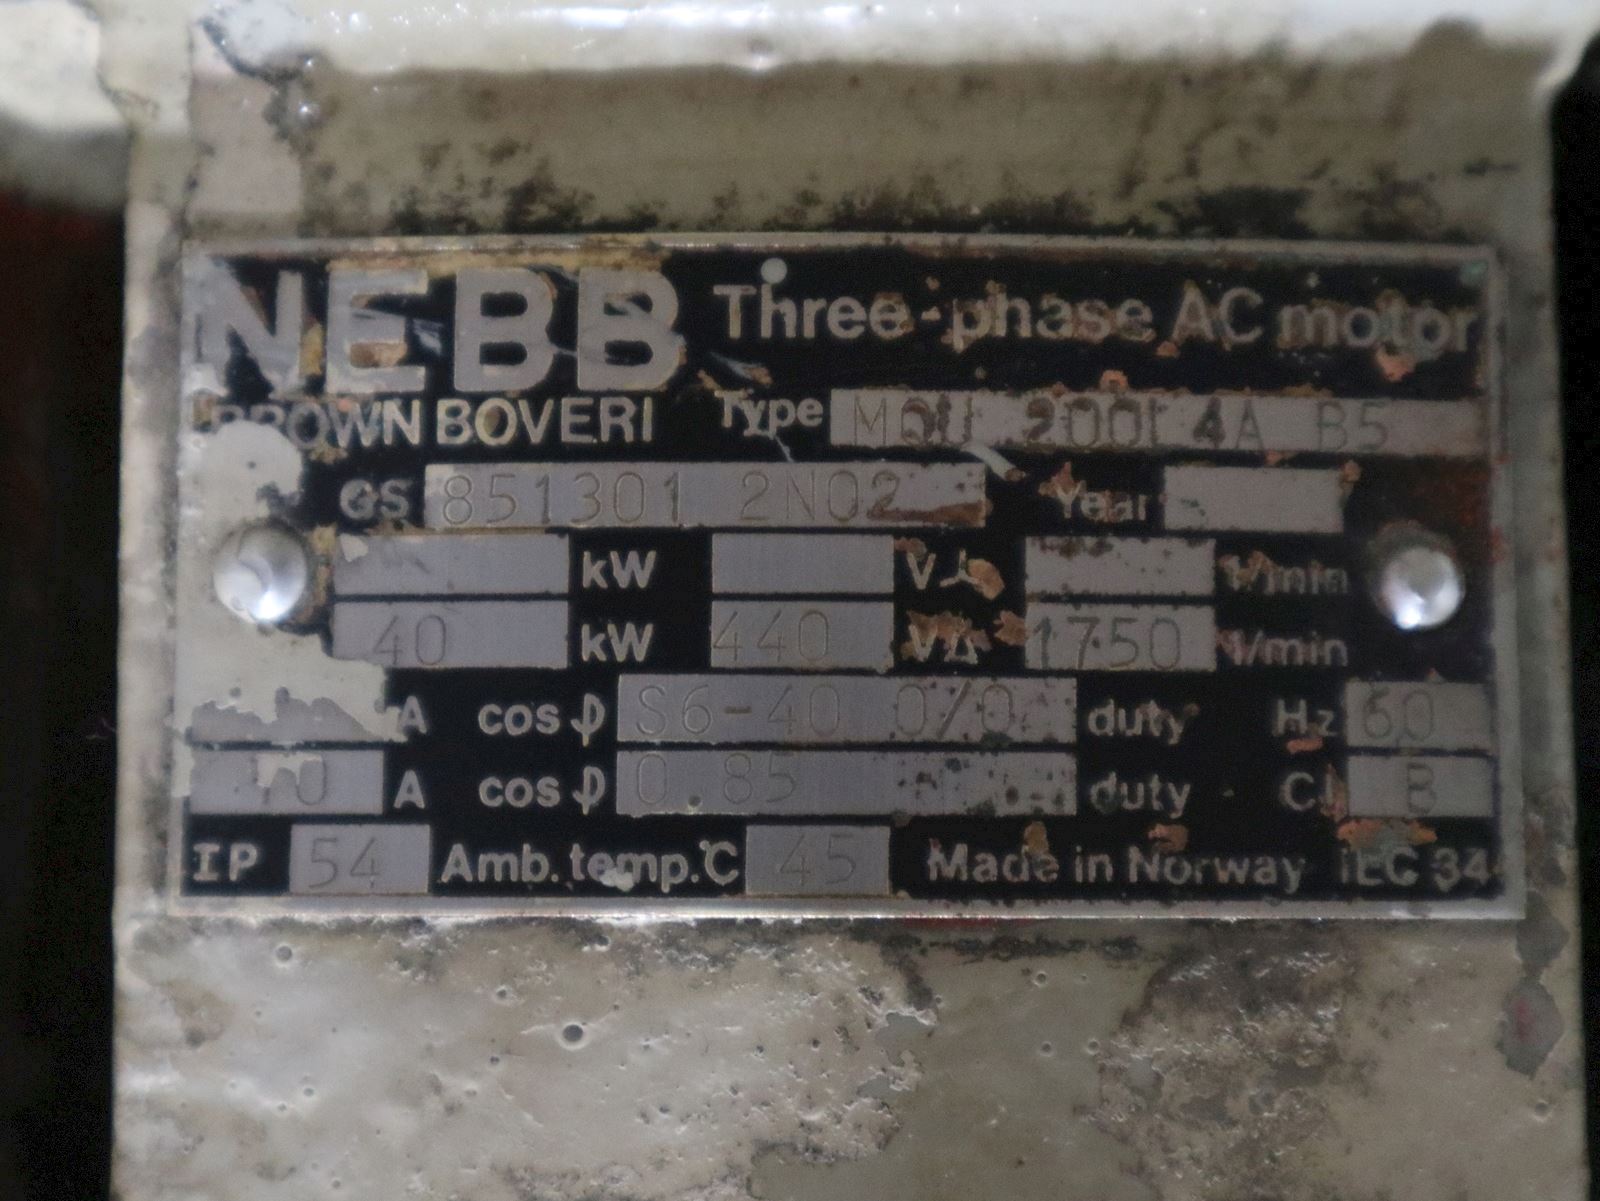 NEBB Three-phase AC motor
BROWN BOVERI Type MQU 200L 4A B5
GS 851301 2N02 Year
kW V 1/min
40 kW 440 VΔ 1750 1/min
A cos φ S6-40 0/0 duty Hz 60
A cos φ 0.85 duty Cl B
IP 54 Amb. temp.°C 45 Made in Norway IEC 34-